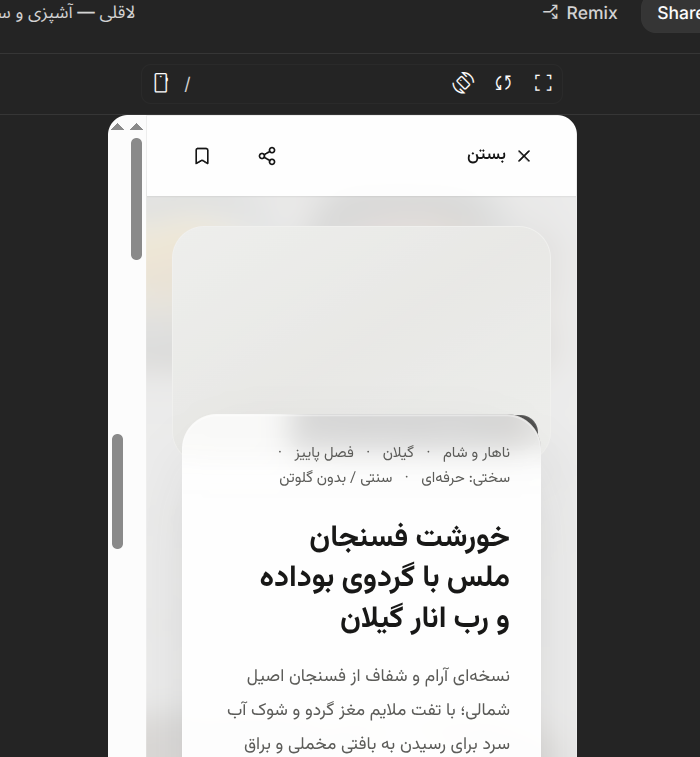 لاقلی — آشپزی و س
Remix
Share
/
بستن
ناهار و شام · گیلان · فصل پاییز ·
سختی: حرفه‌ای · سنتی / بدون گلوتن
خورشت فسنجان
ملس با گردوی بوداده
و رب انار گیلان
نسخه‌ای آرام و شفاف از فسنجان اصیل
شمالی؛ با تفت ملایم مغز گردو و شوک آب
سرد برای رسیدن به بافتی مخملی و براق